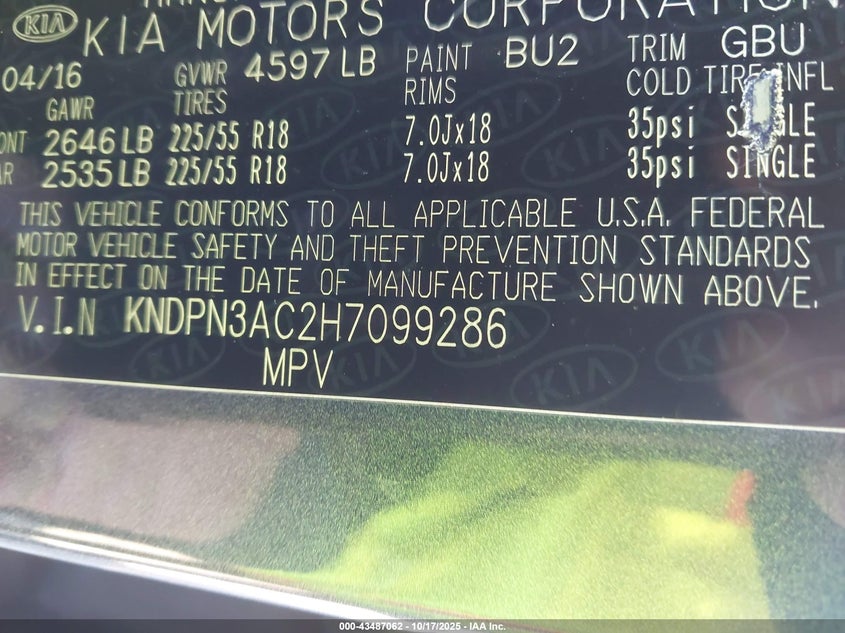 KIA
KIA MOTORS CORPORATION
04/16 GVWR 4597 LB PAINT BU2 TRIM GBU
GAWR TIRES RIMS COLD TIRE INFL
2646 LB 225/55 R18 7.0Jx18 35psi
2535 LB 225/55 R18 7.0Jx18 35psi SINGLE
THIS VEHICLE CONFORMS TO ALL APPLICABLE U.S.A. FEDERAL
MOTOR VEHICLE SAFETY AND THEFT PREVENTION STANDARDS
IN EFFECT ON THE DATE OF MANUFACTURE SHOWN ABOVE.
V.I.N KNDPN3AC2H7099286
MPV
000-43487062 - 10/17/2025 - IAA Inc.